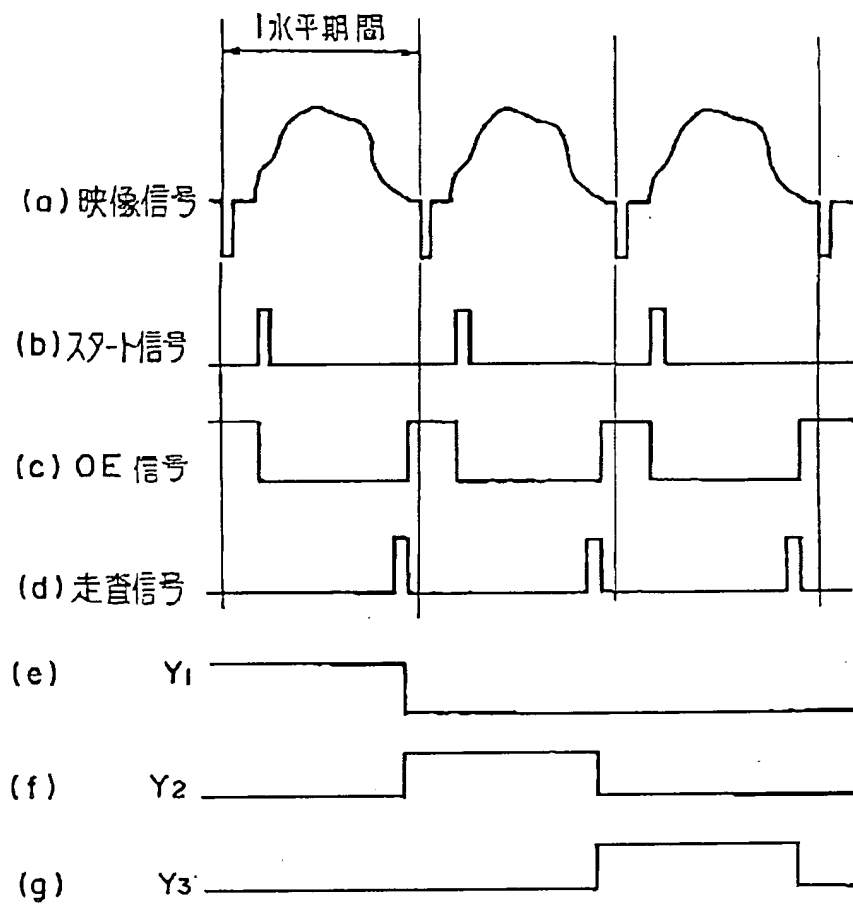 1水平期間
(a)映像信号
(b)スタート信号
(c) OE 信号
(d)走査信号
(e) Y1
(f) Y2
(g) Y3